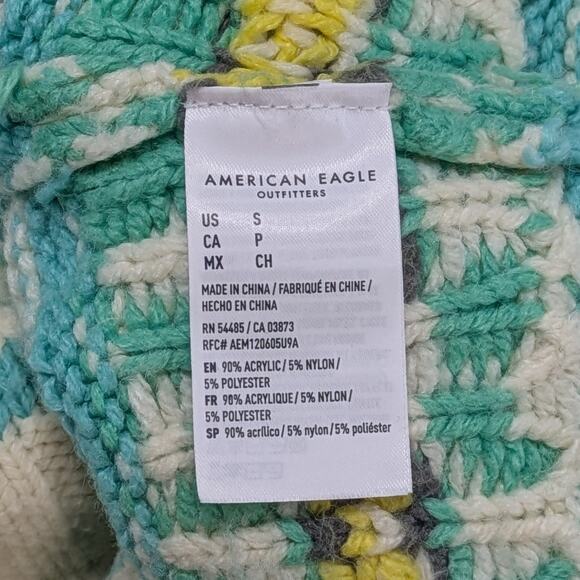 AMERICAN EAGLE
OUTFITTERS
US S
CA P
MX CH
MADE IN CHINA / FABRIQUÉ EN CHINE /
HECHO EN CHINA
RN 54485 / CA 03873
RFC# AEM120605U9A
EN 90% ACRYLIC / 5% NYLON /
5% POLYESTER
FR 90% ACRYLIQUE / 5% NYLON /
5% POLYESTER
SP 90% acrílico / 5% nylon / 5% poliéster